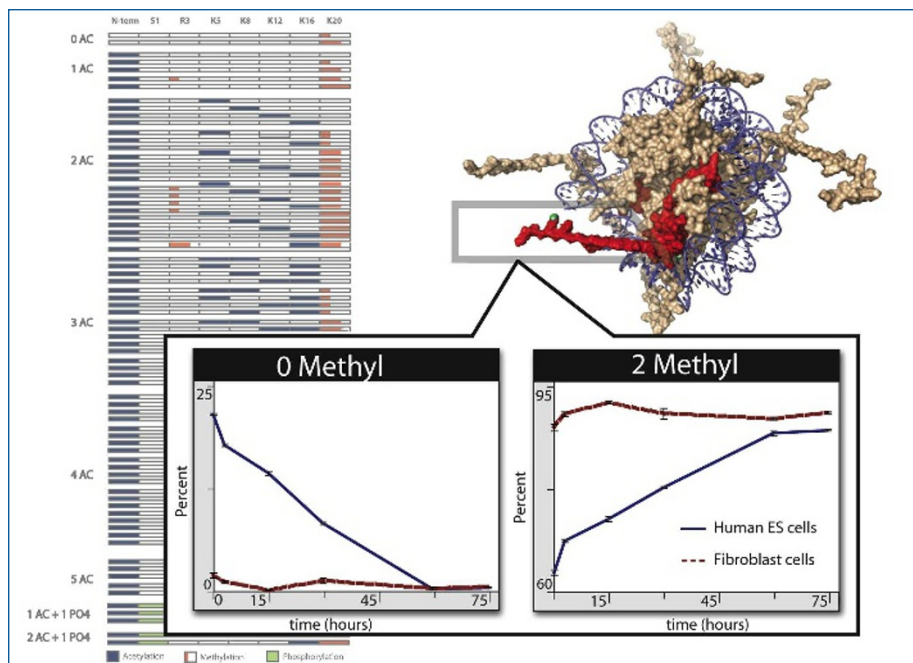 N-term S1 R3 K5 K8 K12 K16 K20
0 AC
1 AC
2 AC
3 AC
4 AC
5 AC
1 AC + 1 PO4
2 AC + 1 PO4
Acetylation Methylation Phosphorylation
0 Methyl
25
Percent
0
0 15 45 75
time (hours)
2 Methyl
95
Percent
60
Human ES cells
Fibroblast cells
0 15 45 75
time (hours)